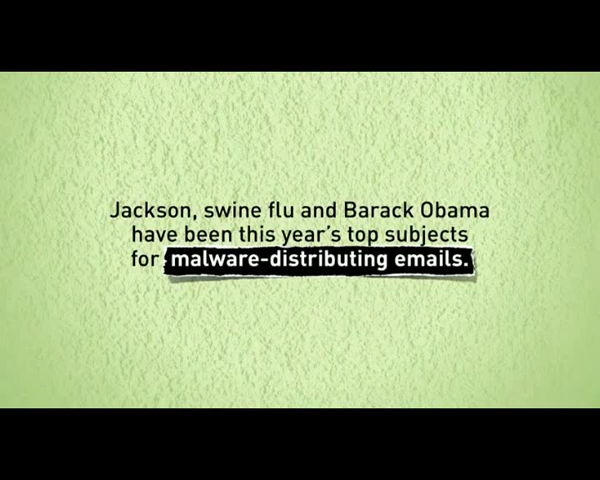 Jackson, swine flu and Barack Obama
have been this year's top subjects
for malware-distributing emails.